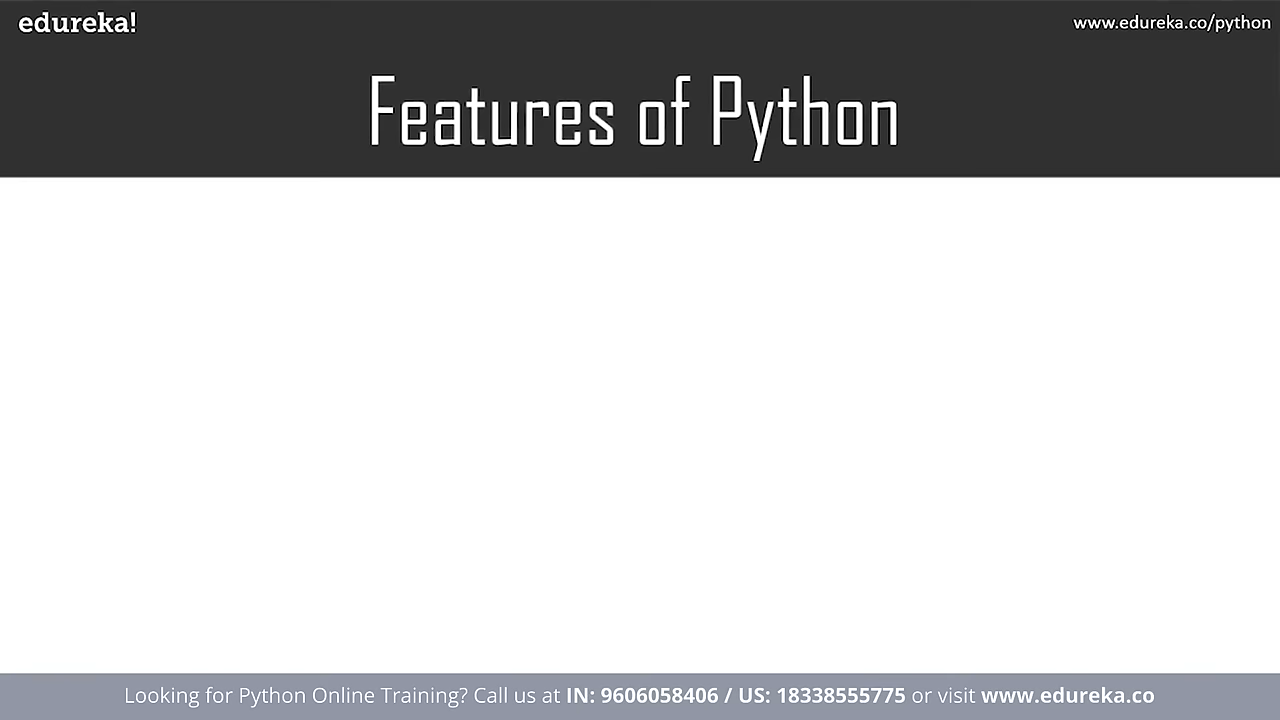 edureka!
www.edureka.co/python
Features of Python
Looking for Python Online Training? Call us at IN: 9606058406 / US: 18338555775 or visit www.edureka.co